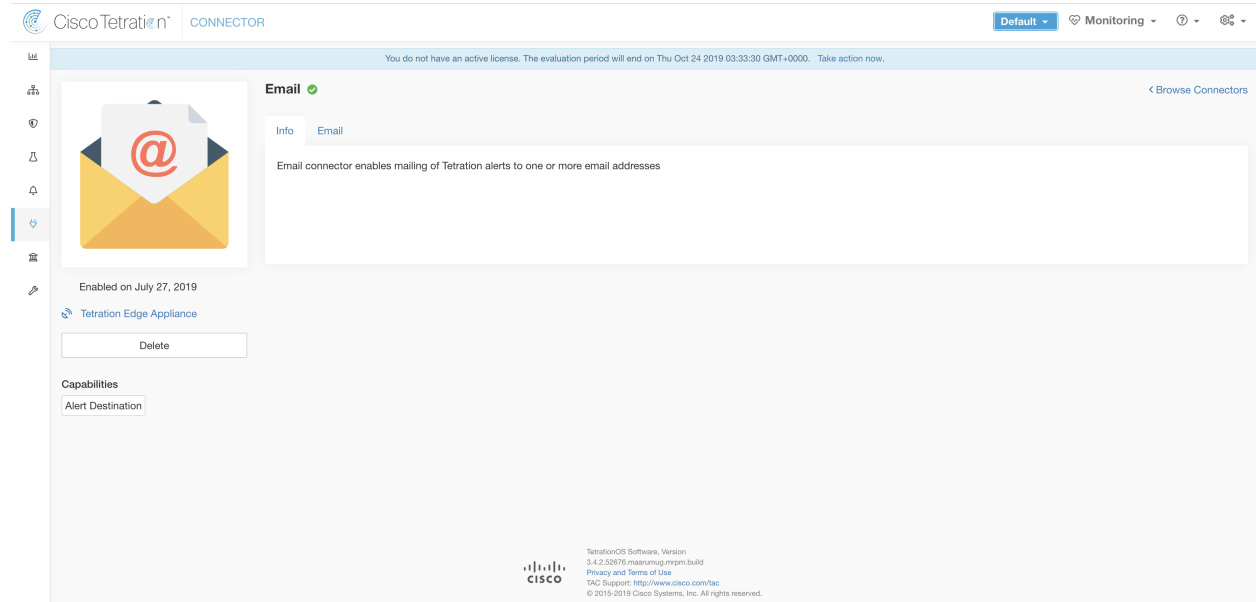 Cisco Tetration™ CONNECTOR Default Monitoring
You do not have an active license. The evaluation period will end on Thu Oct 24 2019 03:33:30 GMT+0000. Take action now.
@
Email
Browse Connectors
Info Email
Email connector enables mailing of Tetration alerts to one or more email addresses
Enabled on July 27, 2019
Tetration Edge Appliance
Delete
Capabilities
Alert Destination
CISCO
TetrationOS Software, Version
3.4.2.52676.maarumug.mrpm.build
Privacy and Terms of Use
TAC Support: http://www.cisco.com/tac
© 2015-2019 Cisco Systems, Inc. All rights reserved.